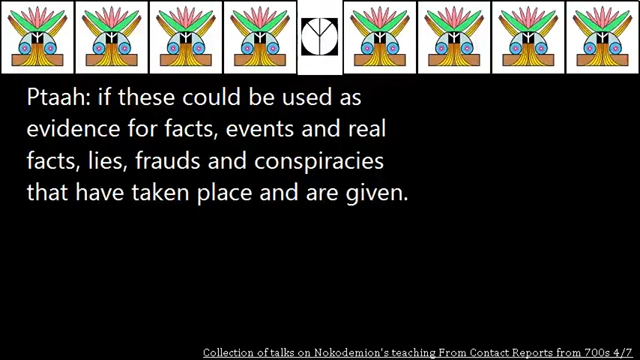 Ptaah: if these could be used as
evidence for facts, events and real
facts, lies, frauds and conspiracies
that have taken place and are given.
Collection of talks on Nokodemion's teaching From Contact Reports from 700s 4/7